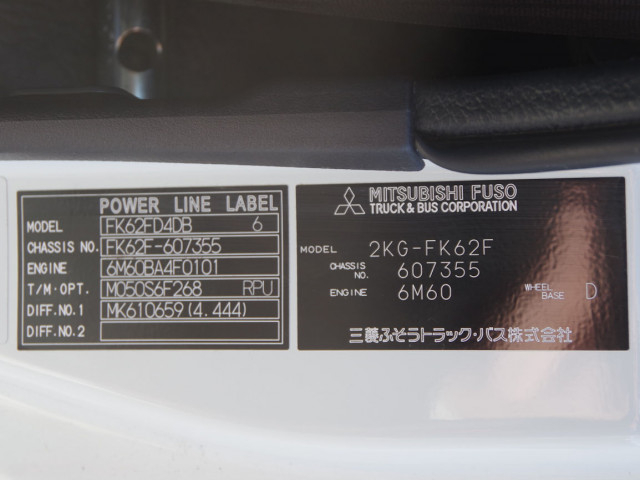 POWER LINE LABEL
MODEL FK62FD4DB 6
CHASSIS NO. FK62F-607355
ENGINE 6M60BA4F0101
T/M·OPT. M050S6F268 RPU
DIFF.NO.1 MK610659(4.444)
DIFF.NO.2
MITSUBISHI FUSO
TRUCK & BUS CORPORATION
MODEL 2KG-FK62F
CHASSIS NO. 607355
ENGINE 6M60 WHEEL BASE D
三菱ふそうトラック・バス株式会社